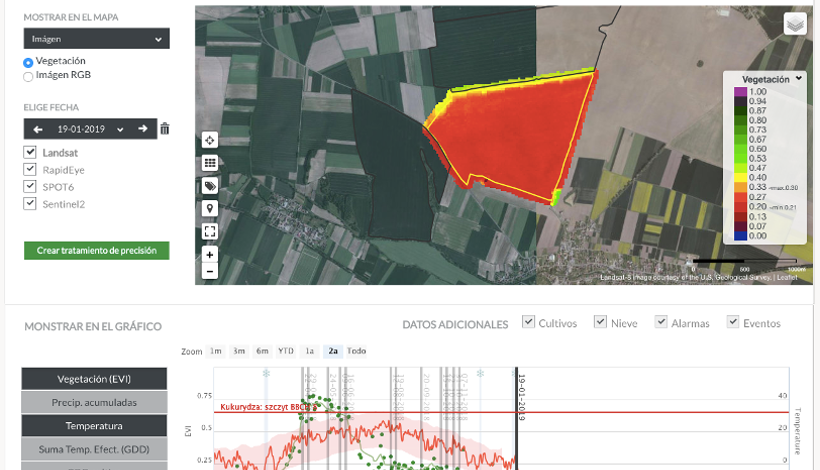 MOSTRAR EN EL MAPA
Imágen
Vegetación
Imágen RGB
ELIGE FECHA
19-01-2019
Landsat
RapidEye
SPOT6
Sentinel2
Crear tratamiento de precisión
+
−
Vegetación
1.00
0.94
0.87
0.80
0.73
0.67
0.60
0.53
0.47
0.40
0.33 -max.0.30
0.27
0.20 -min 0.21
0.13
0.07
0.00
0 500 1000m
Landsat-8 image courtesy of the U.S. Geological Survey. | Leaflet
MONSTRAR EN EL GRÁFICO
DATOS ADICIONALES
Cultivos
Nieve
Alarmas
Eventos
Zoom 1m 3m 6m YTD 1a 2a Todo
Vegetación (EVI)
Precip. acumuladas
Temperatura
Suma Temp. Efect. (GDD)
EVI
0.75
0.5
0.25
Kukurydza: szczyt
19-01-2019
40
20
0
Temperature